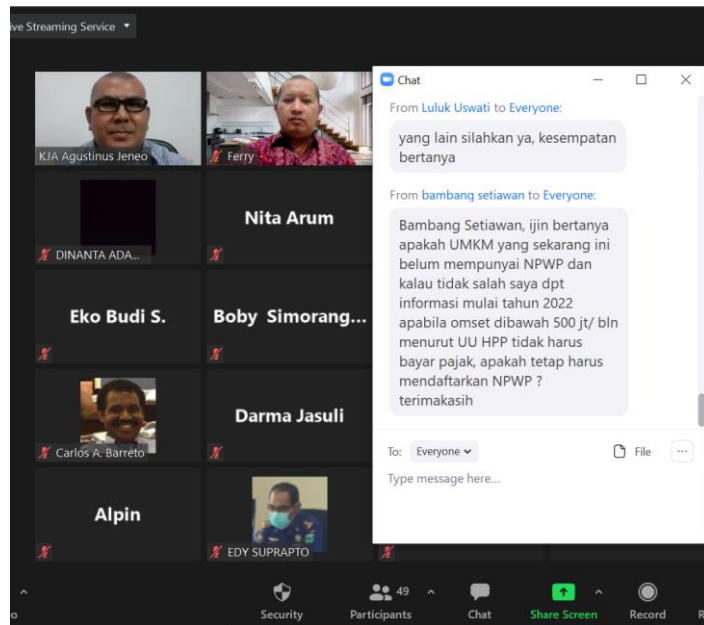 ive Streaming Service
KJA Agustinus Jeneo
Ferry
DINANTA ADA...
Nita Arum
Eko Budi S.
Boby Simorang...
Carlos A. Barreto
Darma Jasuli
Alpin
EDY SUPRAPTO
Chat
From Luluk Uswati to Everyone:
yang lain silahkan ya, kesempatan
bertanya
From bambang setiawan to Everyone:
Bambang Setiawan, ijin bertanya
apakah UMKM yang sekarang ini
belum mempunyai NPWP dan
kalau tidak salah saya dpt
informasi mulai tahun 2022
apabila omset dibawah 500 jt/ bln
menurut UU HPP tidak harus
bayar pajak, apakah tetap harus
mendaftarkan NPWP ?
terimakasih
To: Everyone
File
Type message here...
o
Security
49
Participants
Chat
Share Screen
Record
R